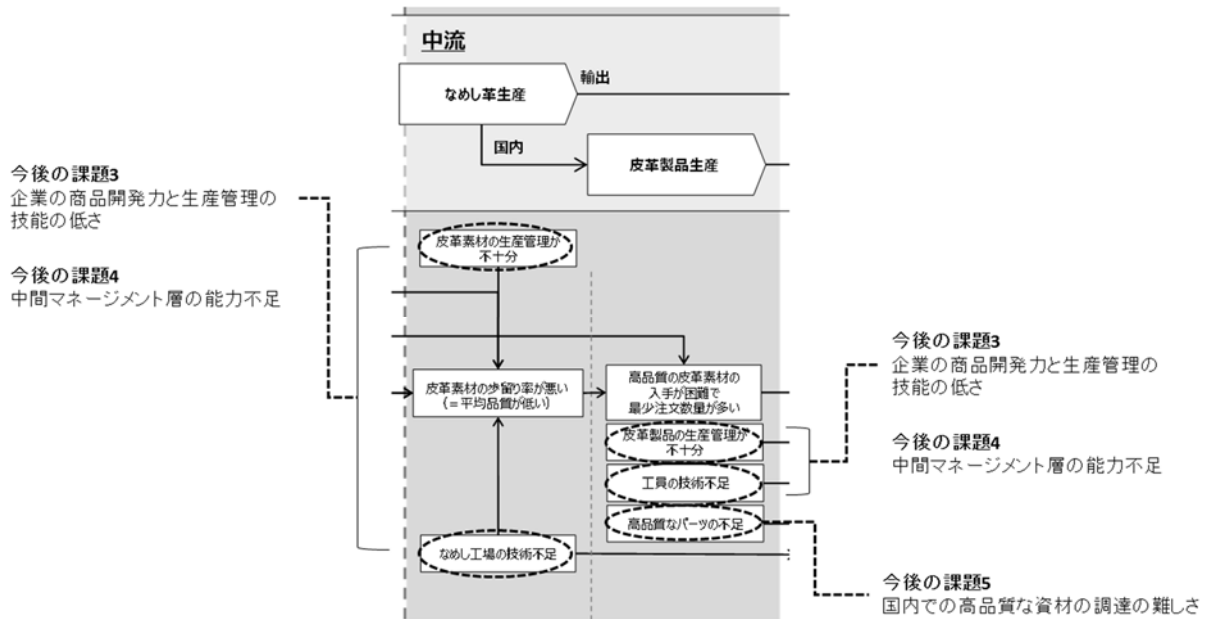 中流
なめし革生産
輸出
国内
皮革製品生産
今後の課題3
企業の商品開発力と生産管理の
技能の低さ
今後の課題4
中間マネージメント層の能力不足
皮革素材の生産管理が
不十分
皮革素材の歩留り率が悪い
(=平均品質が低い)
なめし工場の技術不足
高品質の皮革素材の
入手が困難で
最少注文数量が多い
皮革製品の生産管理が
不十分
工員の技術不足
高品質なパーツの不足
今後の課題3
企業の商品開発力と生産管理の
技能の低さ
今後の課題4
中間マネージメント層の能力不足
今後の課題5
国内での高品質な資材の調達の難しさ